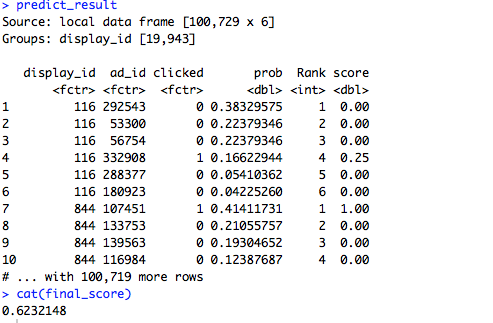 > predict_result
Source: local data frame [100,729 x 6]
Groups: display_id [19,943]
display_id ad_id clicked prob Rank score
<fctr> <fctr> <fctr> <dbl> <int> <dbl>
1 116 292543 0 0.38329575 1 0.00
2 116 53300 0 0.22379346 2 0.00
3 116 56754 0 0.22379346 3 0.00
4 116 332908 1 0.16622944 4 0.25
5 116 288377 0 0.05410362 5 0.00
6 116 180923 0 0.04225260 6 0.00
7 844 107451 1 0.41411731 1 1.00
8 844 133753 0 0.21055757 2 0.00
9 844 139563 0 0.19304652 3 0.00
10 844 116984 0 0.12387687 4 0.00
# ... with 100,719 more rows
> cat(final_score)
0.6232148